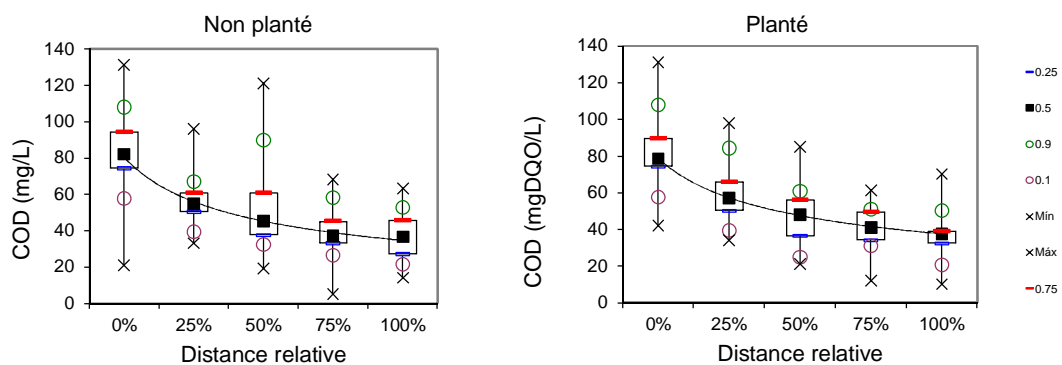 Non planté
COD (mg/L)
140
120
100
80
60
40
20
0
0% 25% 50% 75% 100%
Distance relative
Planté
COD (mgDQO/L)
140
120
100
80
60
40
20
0
0% 25% 50% 75% 100%
Distance relative
0.25
0.5
0.9
0.1
Mín
Máx
0.75